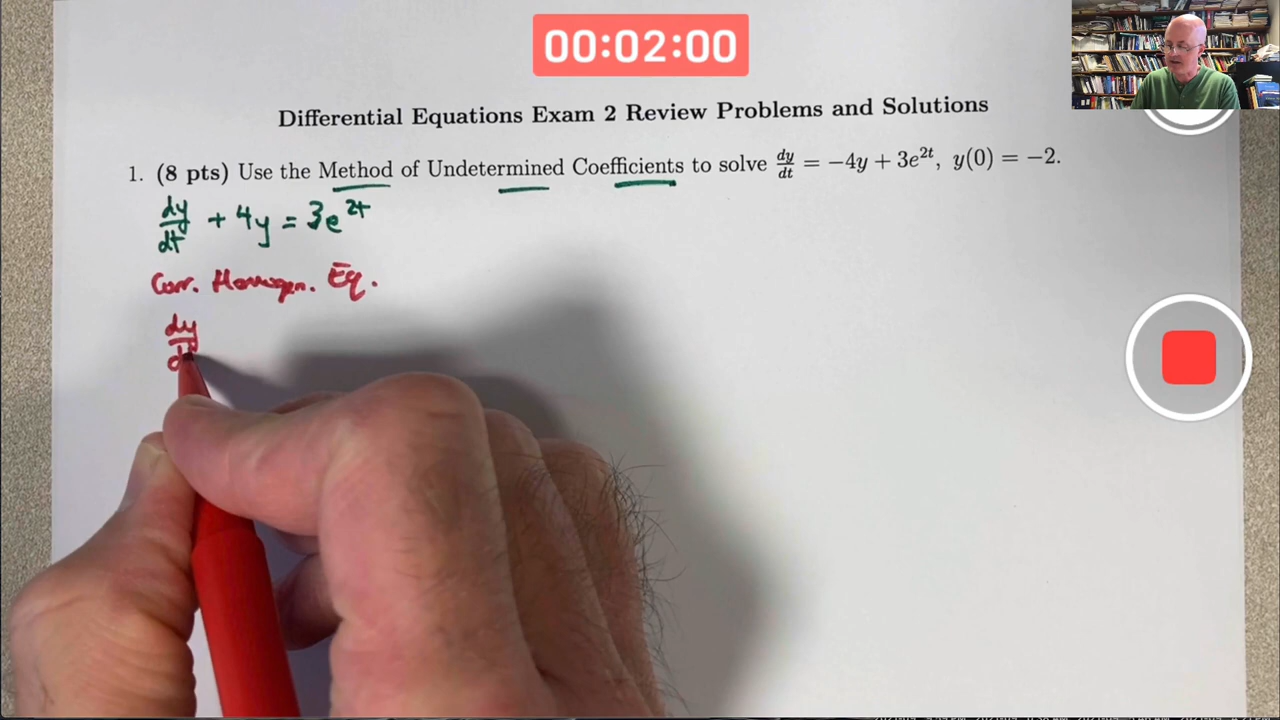 00:02:00
Differential Equations Exam 2 Review Problems and Solutions
1. (8 pts) Use the Method of Undetermined Coefficients to solve dy/dt = −4y + 3e^{2t}, y(0) = −2.
dy/dt + 4y = 3e^{2t}
Corr. Homogen. Eq.
dy/d